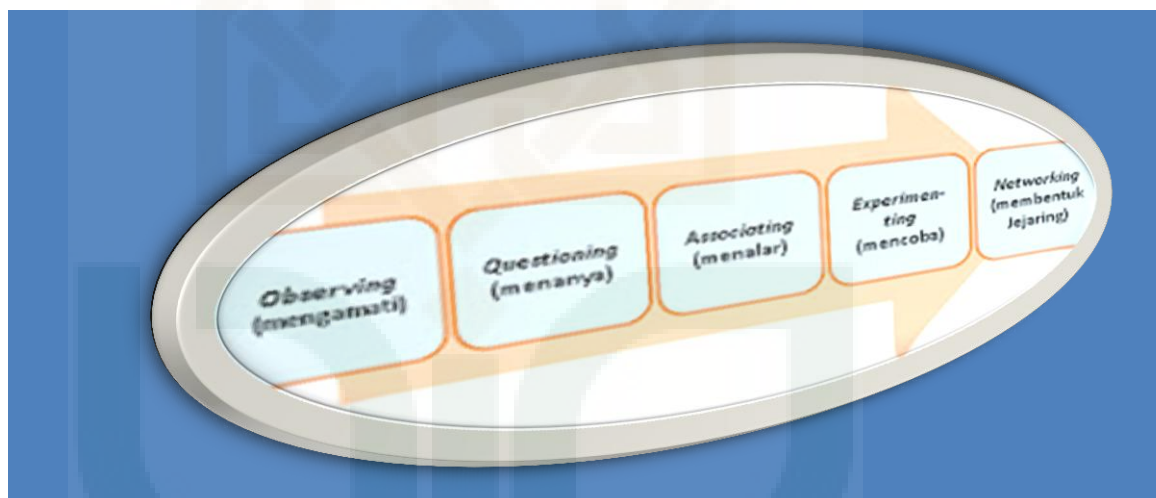 Observing
(mengamati)
Questioning
(menanya)
Associating
(menalar)
Experimen-
ting
(mencoba)
Networking
(membentuk
Jejaring)